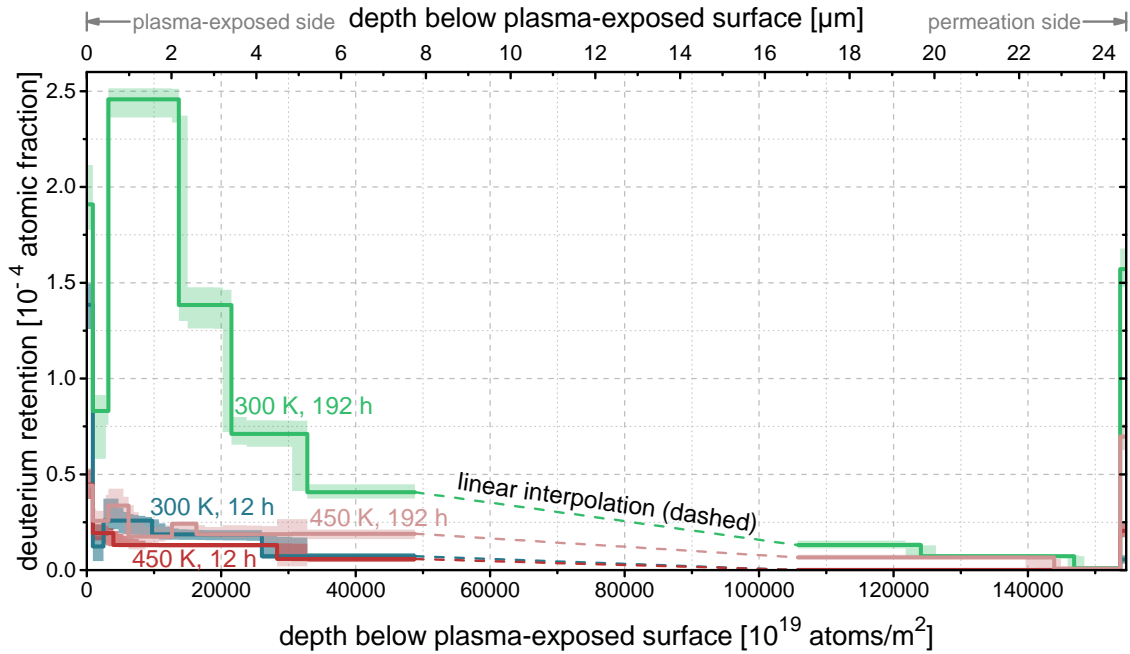 depth below plasma-exposed surface [µm]
plasma-exposed side
permeation side
0 2 4 6 8 10 12 14 16 18 20 22 24
deuterium retention [10⁻⁴ atomic fraction]
2.5
2.0
1.5
1.0
0.5
0.0
300 K, 192 h
300 K, 12 h
450 K, 192 h
450 K, 12 h
linear interpolation (dashed)
0 20000 40000 60000 80000 100000 120000 140000
depth below plasma-exposed surface [10¹⁹ atoms/m²]